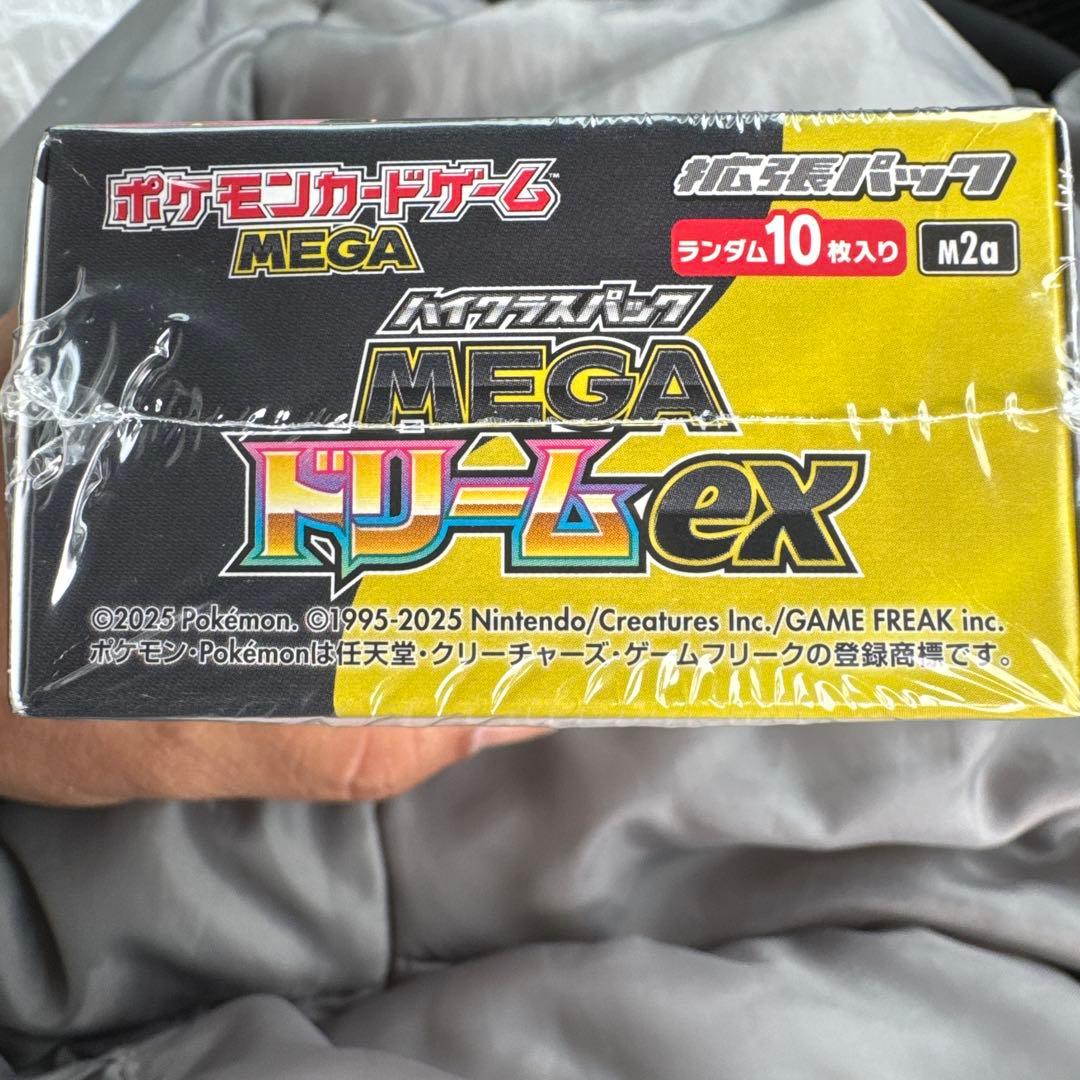 ポケモンカードゲーム™
MEGA
拡張パック
ランダム10枚入り M2a
ハイクラスパック
MEGA
ドリームex
©2025 Pokémon. ©1995-2025 Nintendo/Creatures Inc./GAME FREAK inc.
ポケモン・Pokémonは任天堂・クリーチャーズ・ゲームフリークの登録商標です。